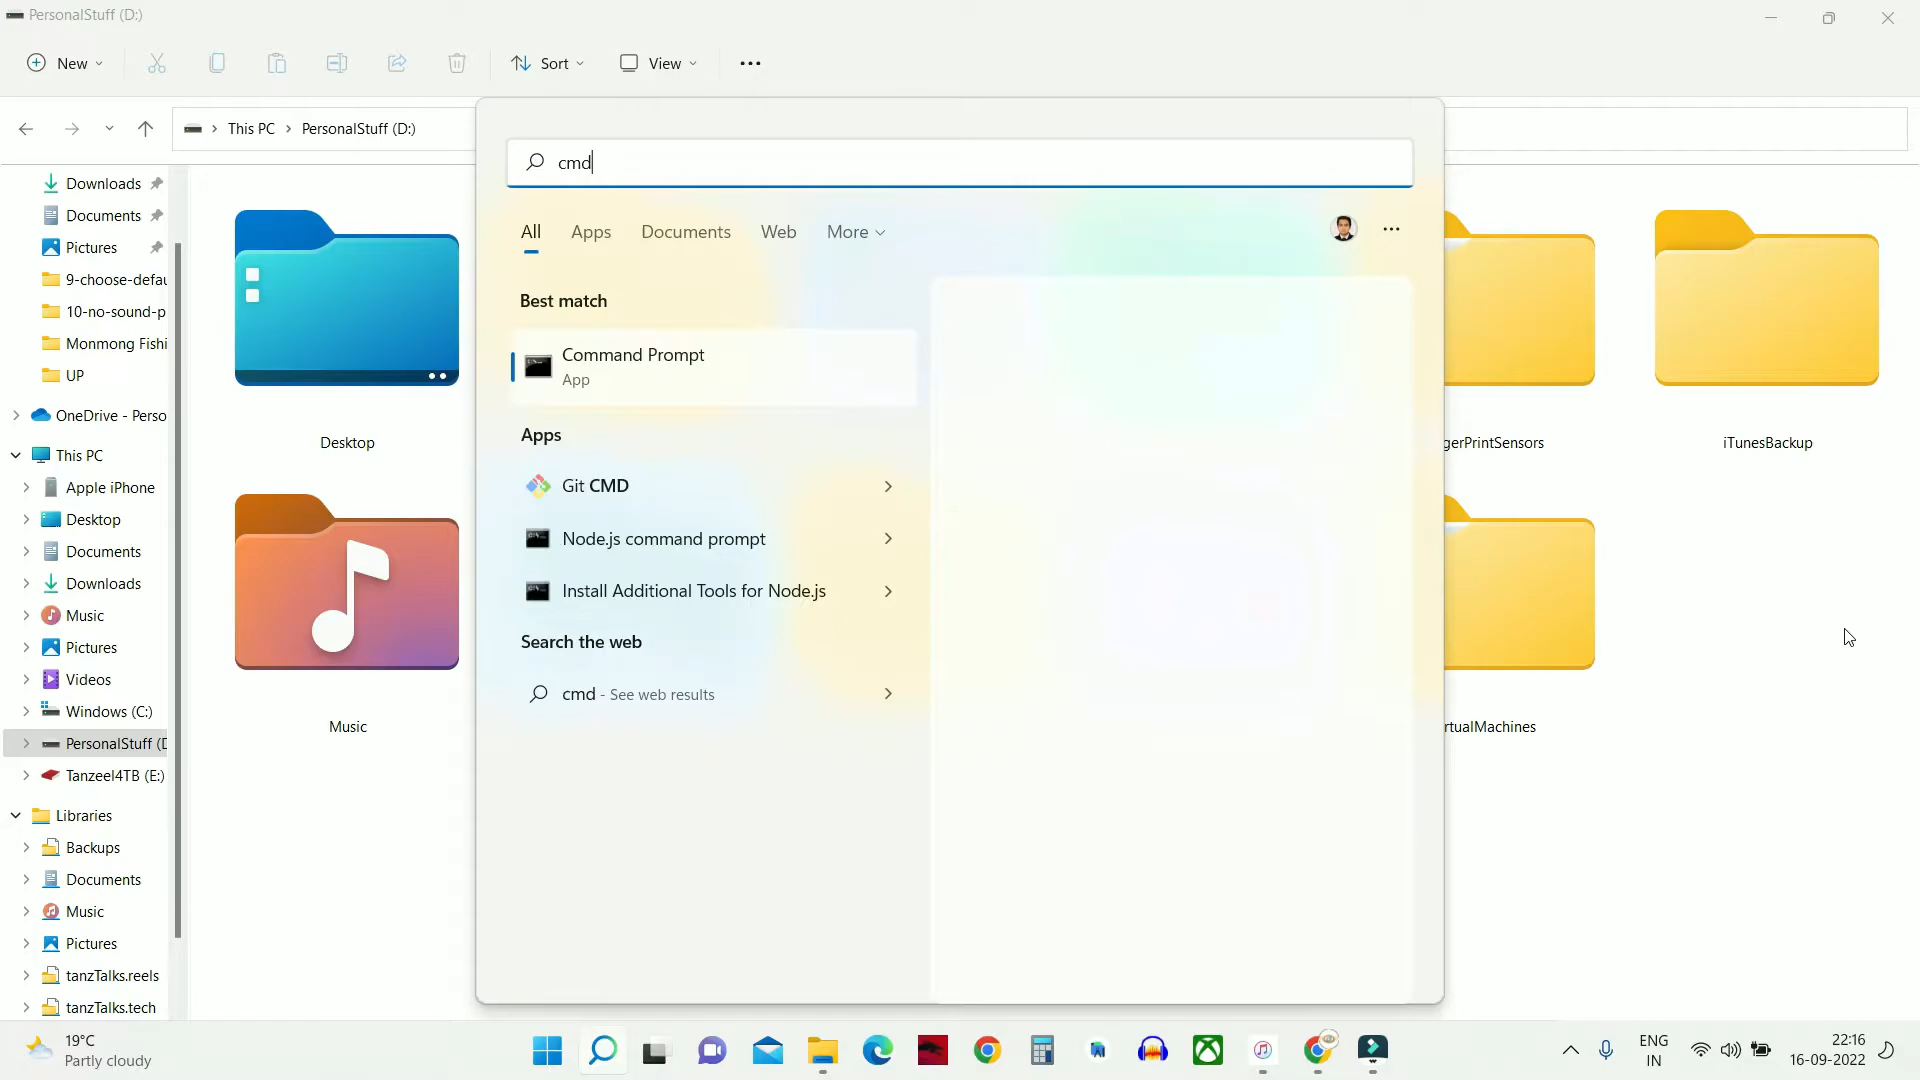 PersonalStuff (D:)
New
Sort
View
This PC
PersonalStuff (D:)
cmd
All
Apps
Documents
Web
More
Best match
Command Prompt
App
Apps
Git CMD
Node.js command prompt
Install Additional Tools for Node.js
Search the web
cmd - See web results
Downloads
Documents
Pictures
9-choose-defau
10-no-sound-p
Monmong Fishi
UP
OneDrive - Perso
This PC
Apple iPhone
Desktop
Documents
Downloads
Music
Pictures
Videos
Windows (C:)
PersonalStuff (D
Tanzeel4TB (E:)
Libraries
Backups
Documents
Music
Pictures
tanzTalks.reels
tanzTalks.tech
Desktop
Music
gerPrintSensors
iTunesBackup
rtualMachines
19°C
Partly cloudy
ENG
IN
22:16
16-09-2022